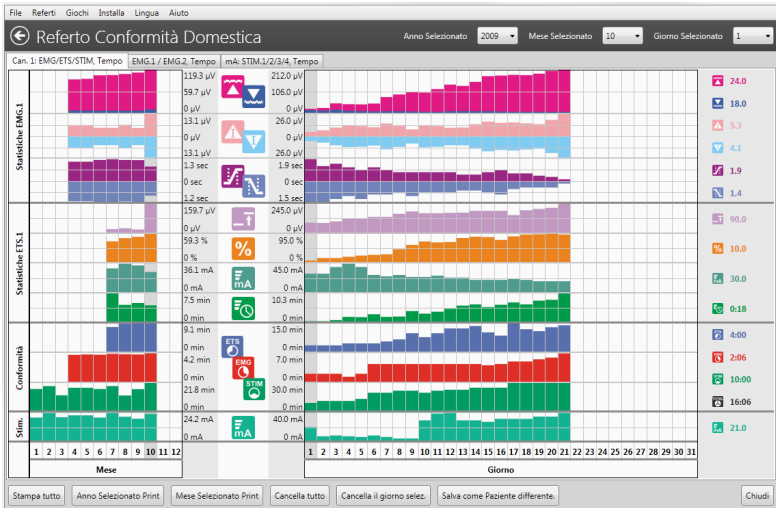 File Referti Giochi Installa Lingua Aiuto
Referto Conformità Domestica
Anno Selezionato 2009 Mese Selezionato 10 Giorno Selezionato 1
Can. 1: EMG/ETS/STIM, Tempo EMG.1 / EMG.2, Tempo mA: STIM.1/2/3/4, Tempo
Statistiche EMG.1
119.3 µV 212.0 µV 24.0
59.7 µV 106.0 µV
0 µV 0 µV 18.0
13.1 µV 26.0 µV 5.3
0 µV 0 µV
13.1 µV 26.0 µV 4.1
1.3 sec 1.9 sec 1.9
0 sec 0 sec
1.2 sec 1.5 sec 1.4
Statistiche ETS.1
159.7 µV 245.0 µV 90.0
0 µV 0 µV
59.3 % % 95.0 % % 10.0
0 % 0 %
36.1 mA mA 45.0 mA mA 30.0
0 mA 0 mA
7.5 min 10.3 min 0:18
0 min 0 min
Conformità
9.1 min ETS 15.0 min ETS 4:00
0 min 0 min
4.2 min EMG 7.0 min 2:06
0 min 0 min
STIM 10:00
21.8 min 30.0 min
0 min 0 min 16:06
Stim.
24.2 mA mA 40.0 mA 21.0
0 mA 0 mA
1 2 3 4 5 6 7 8 9 10 11 12 1 2 3 4 5 6 7 8 9 10 11 12 13 14 15 16 17 18 19 20 21 22 23 24 25 26 27 28 29 30 31
Mese Giorno
Stampa tutto Anno Selezionato Print Mese Selezionato Print Cancella tutto Cancella il giorno selez. Salva come Paziente differente. Chiudi